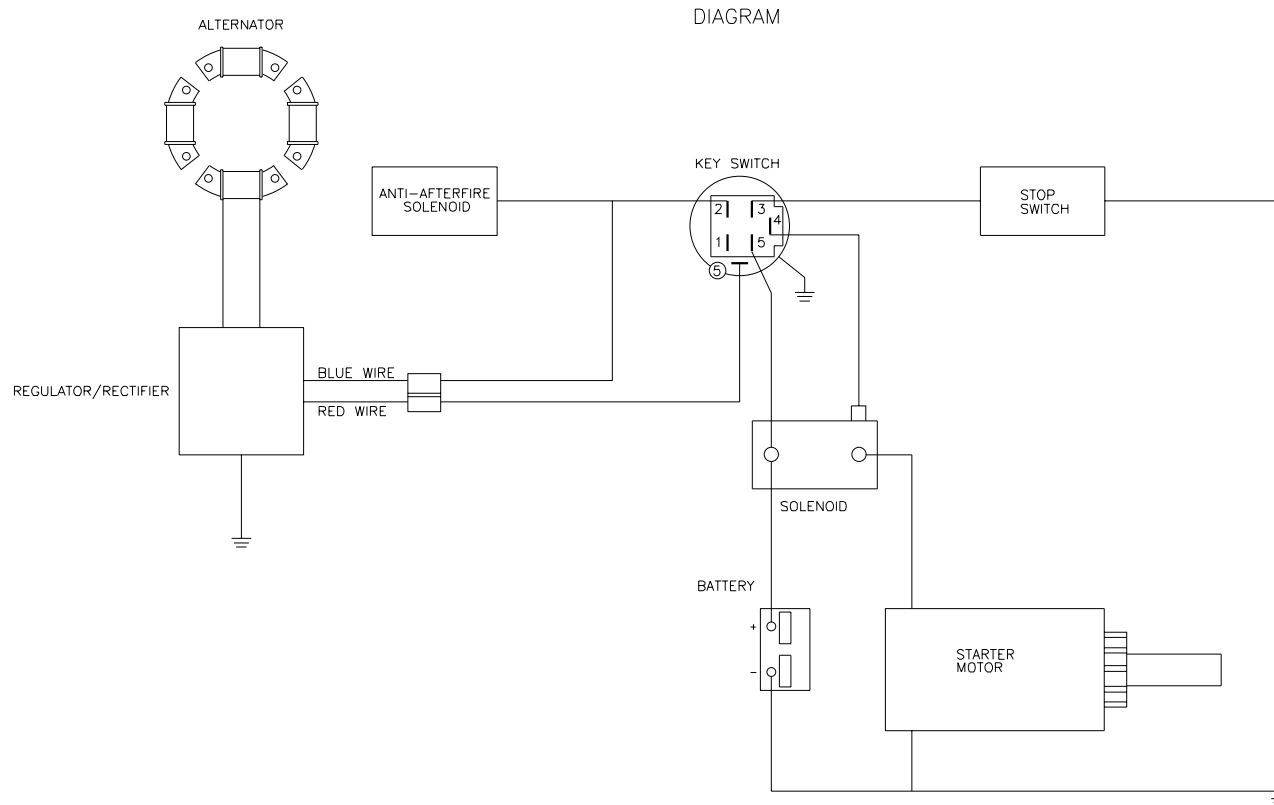 DIAGRAM
ALTERNATOR
KEY SWITCH
ANTI-AFTERFIRE
SOLENOID
2
3
4
1
5
5
STOP
SWITCH
BLUE WIRE
REGULATOR/RECTIFIER
RED WIRE
SOLENOID
BATTERY
+
-
STARTER
MOTOR